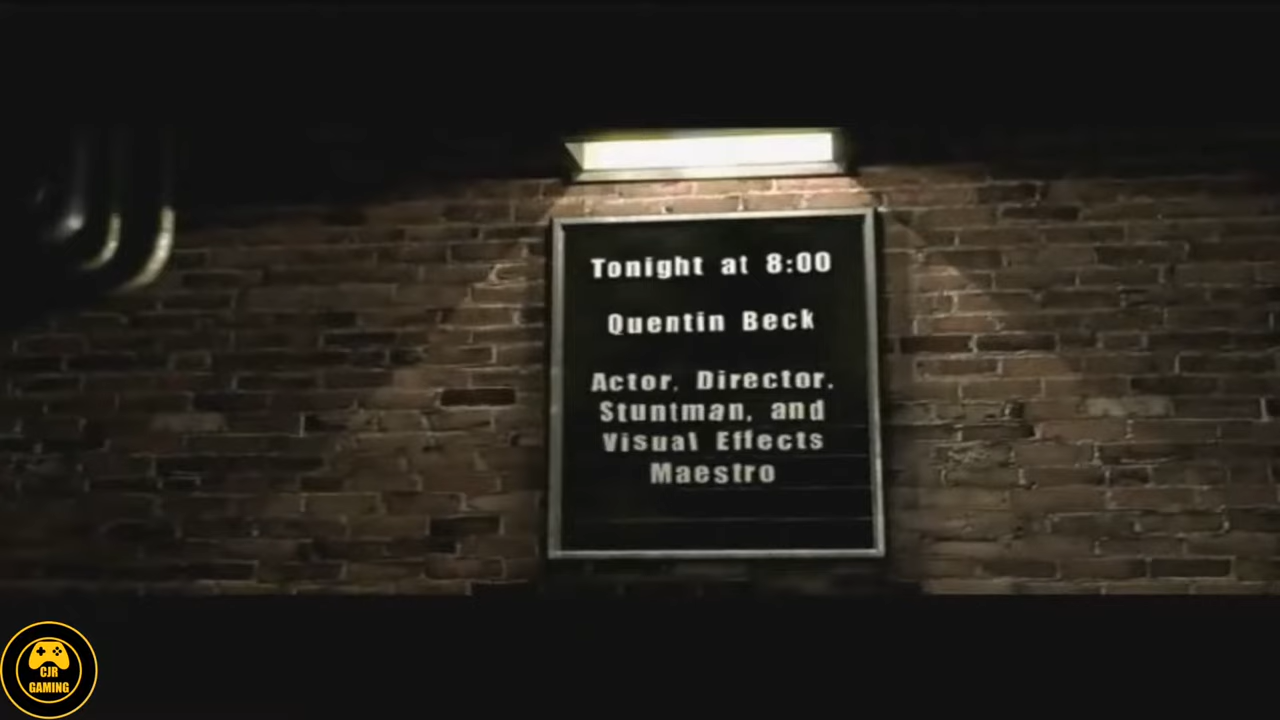 Tonight at 8:00
Quentin Beck
Actor, Director,
Stuntman, and
Visual Effects
Maestro
CJR
GAMING